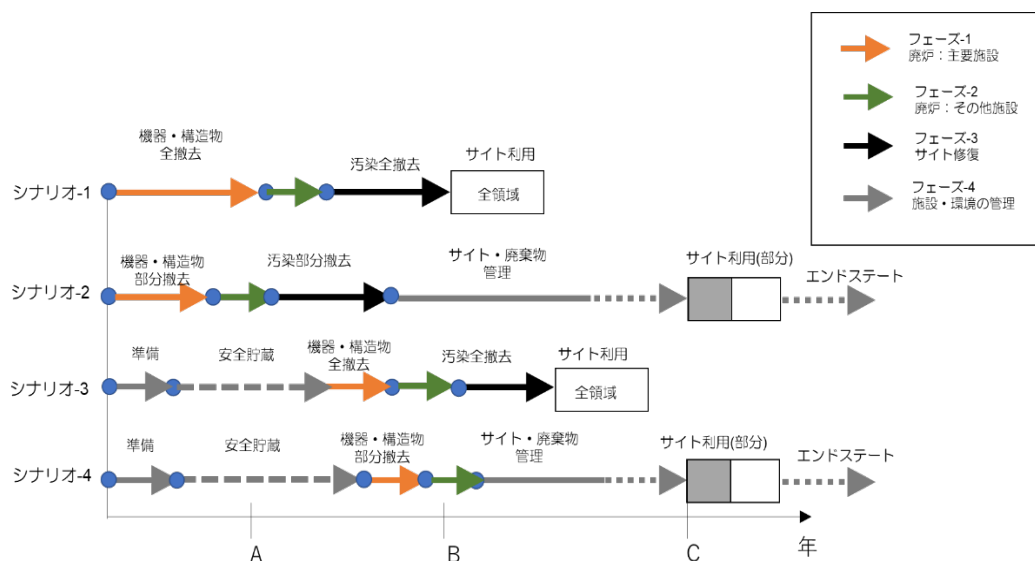 フェーズ-1
廃炉：主要施設
フェーズ-2
廃炉：その他施設
フェーズ-3
サイト修復
フェーズ-4
施設・環境の管理
機器・構造物
全撤去
汚染全撤去
サイト利用
シナリオ-1
全領域
機器・構造物
部分撤去
汚染部分撤去
サイト・廃棄物
管理
サイト利用(部分)
エンドステート
シナリオ-2
準備
安全貯蔵
機器・構造物
全撤去
汚染全撤去
サイト利用
シナリオ-3
全領域
準備
安全貯蔵
機器・構造物
部分撤去
サイト・廃棄物
管理
サイト利用(部分)
エンドステート
シナリオ-4
A
B
C
年